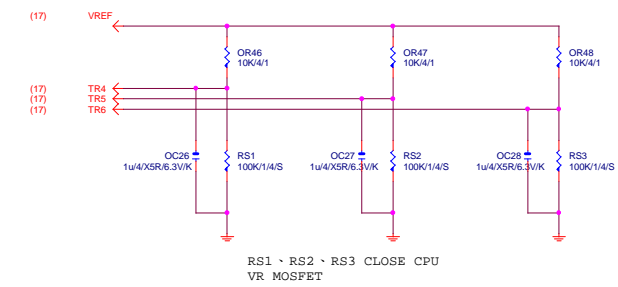 (17) VREF
OR46 OR47 OR48
10K/4/1 10K/4/1 10K/4/1
(17) TR4
(17) TR5
(17) TR6
OC26 RS1 OC27 RS2 OC28 RS3
1u/4/X5R/6.3V/K 100K/1/4/S 1u/4/X5R/6.3V/K 100K/1/4/S 1u/4/X5R/6.3V/K 100K/1/4/S
RS1、RS2、RS3 CLOSE CPU
VR MOSFET